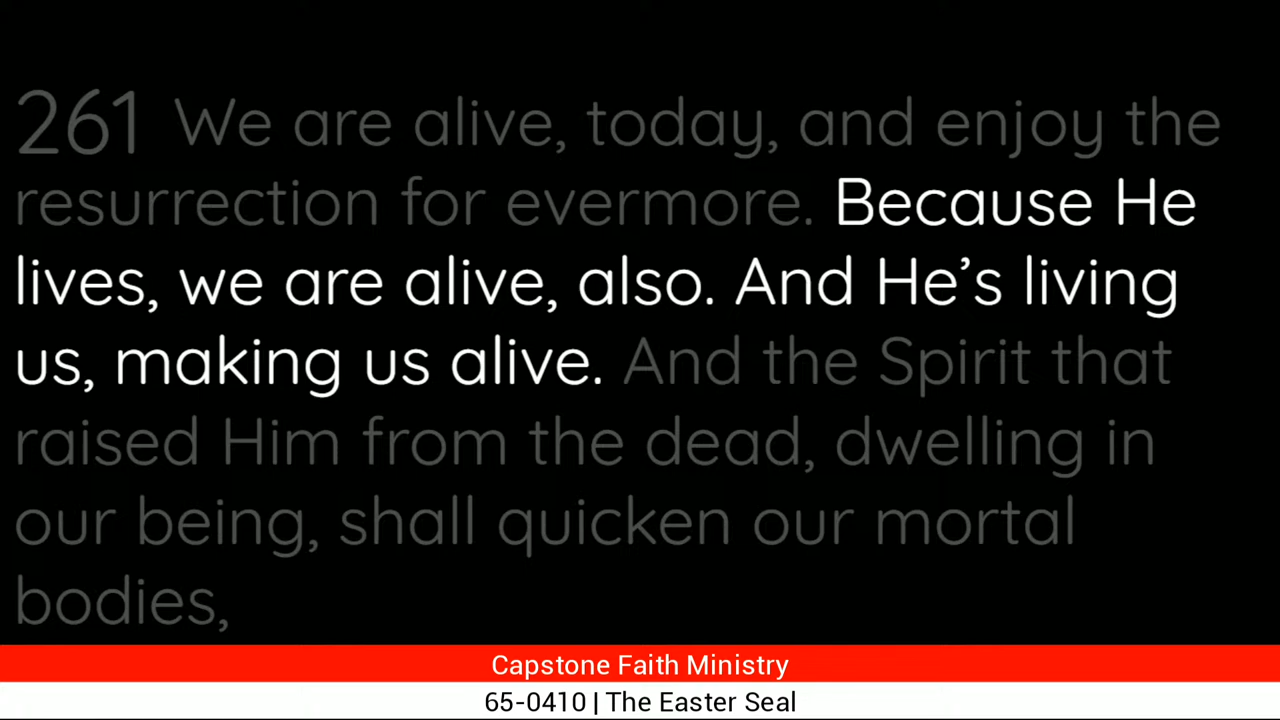 261 We are alive, today, and enjoy the
resurrection for evermore. Because He
lives, we are alive, also. And He’s living
us, making us alive. And the Spirit that
raised Him from the dead, dwelling in
our being, shall quicken our mortal
bodies,
Capstone Faith Ministry
65-0410 | The Easter Seal